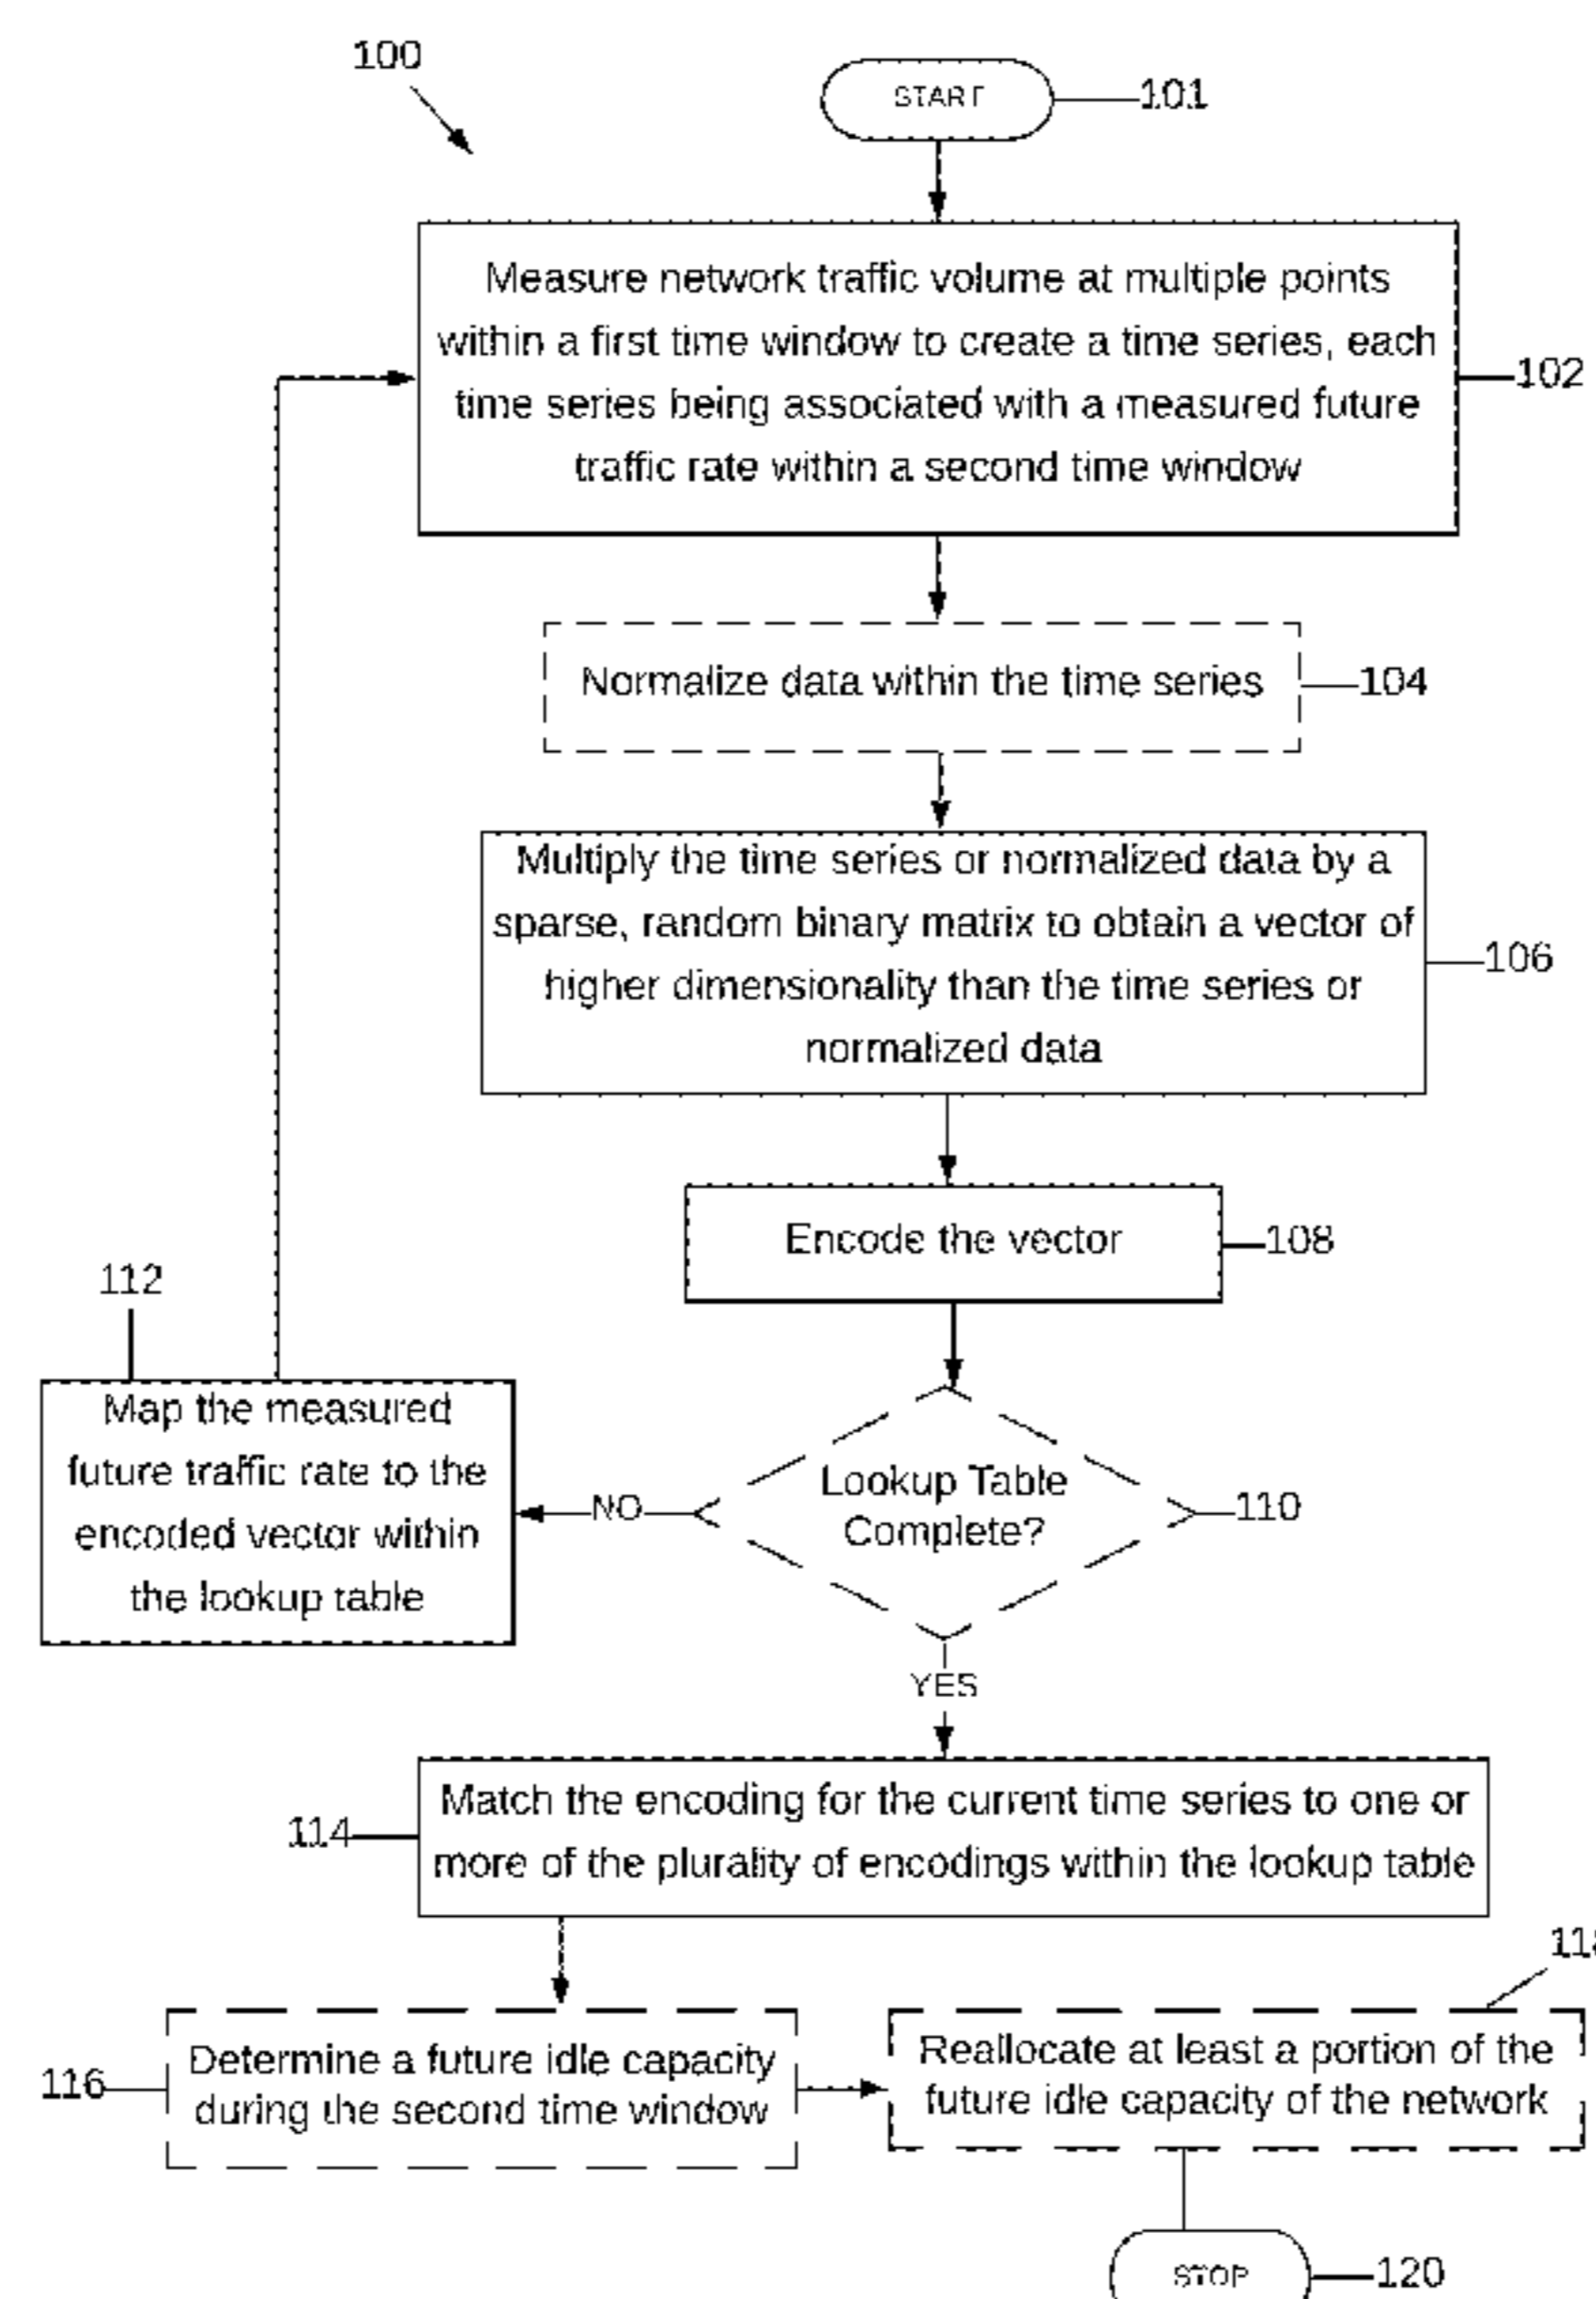 100
START
101
Measure network traffic volume at multiple points
within a first time window to create a time series, each
time series being associated with a measured future
traffic rate within a second time window
102
Normalize data within the time series
104
Multiply the time series or normalized data by a
sparse, random binary matrix to obtain a vector of
higher dimensionality than the time series or
normalized data
106
Encode the vector
108
112
Map the measured
future traffic rate to the
encoded vector within
the lookup table
NO
Lookup Table
Complete?
110
YES
114
Match the encoding for the current time series to one or
more of the plurality of encodings within the lookup table
116
Determine a future idle capacity
during the second time window
Reallocate at least a portion of the
future idle capacity of the network
STOP
120